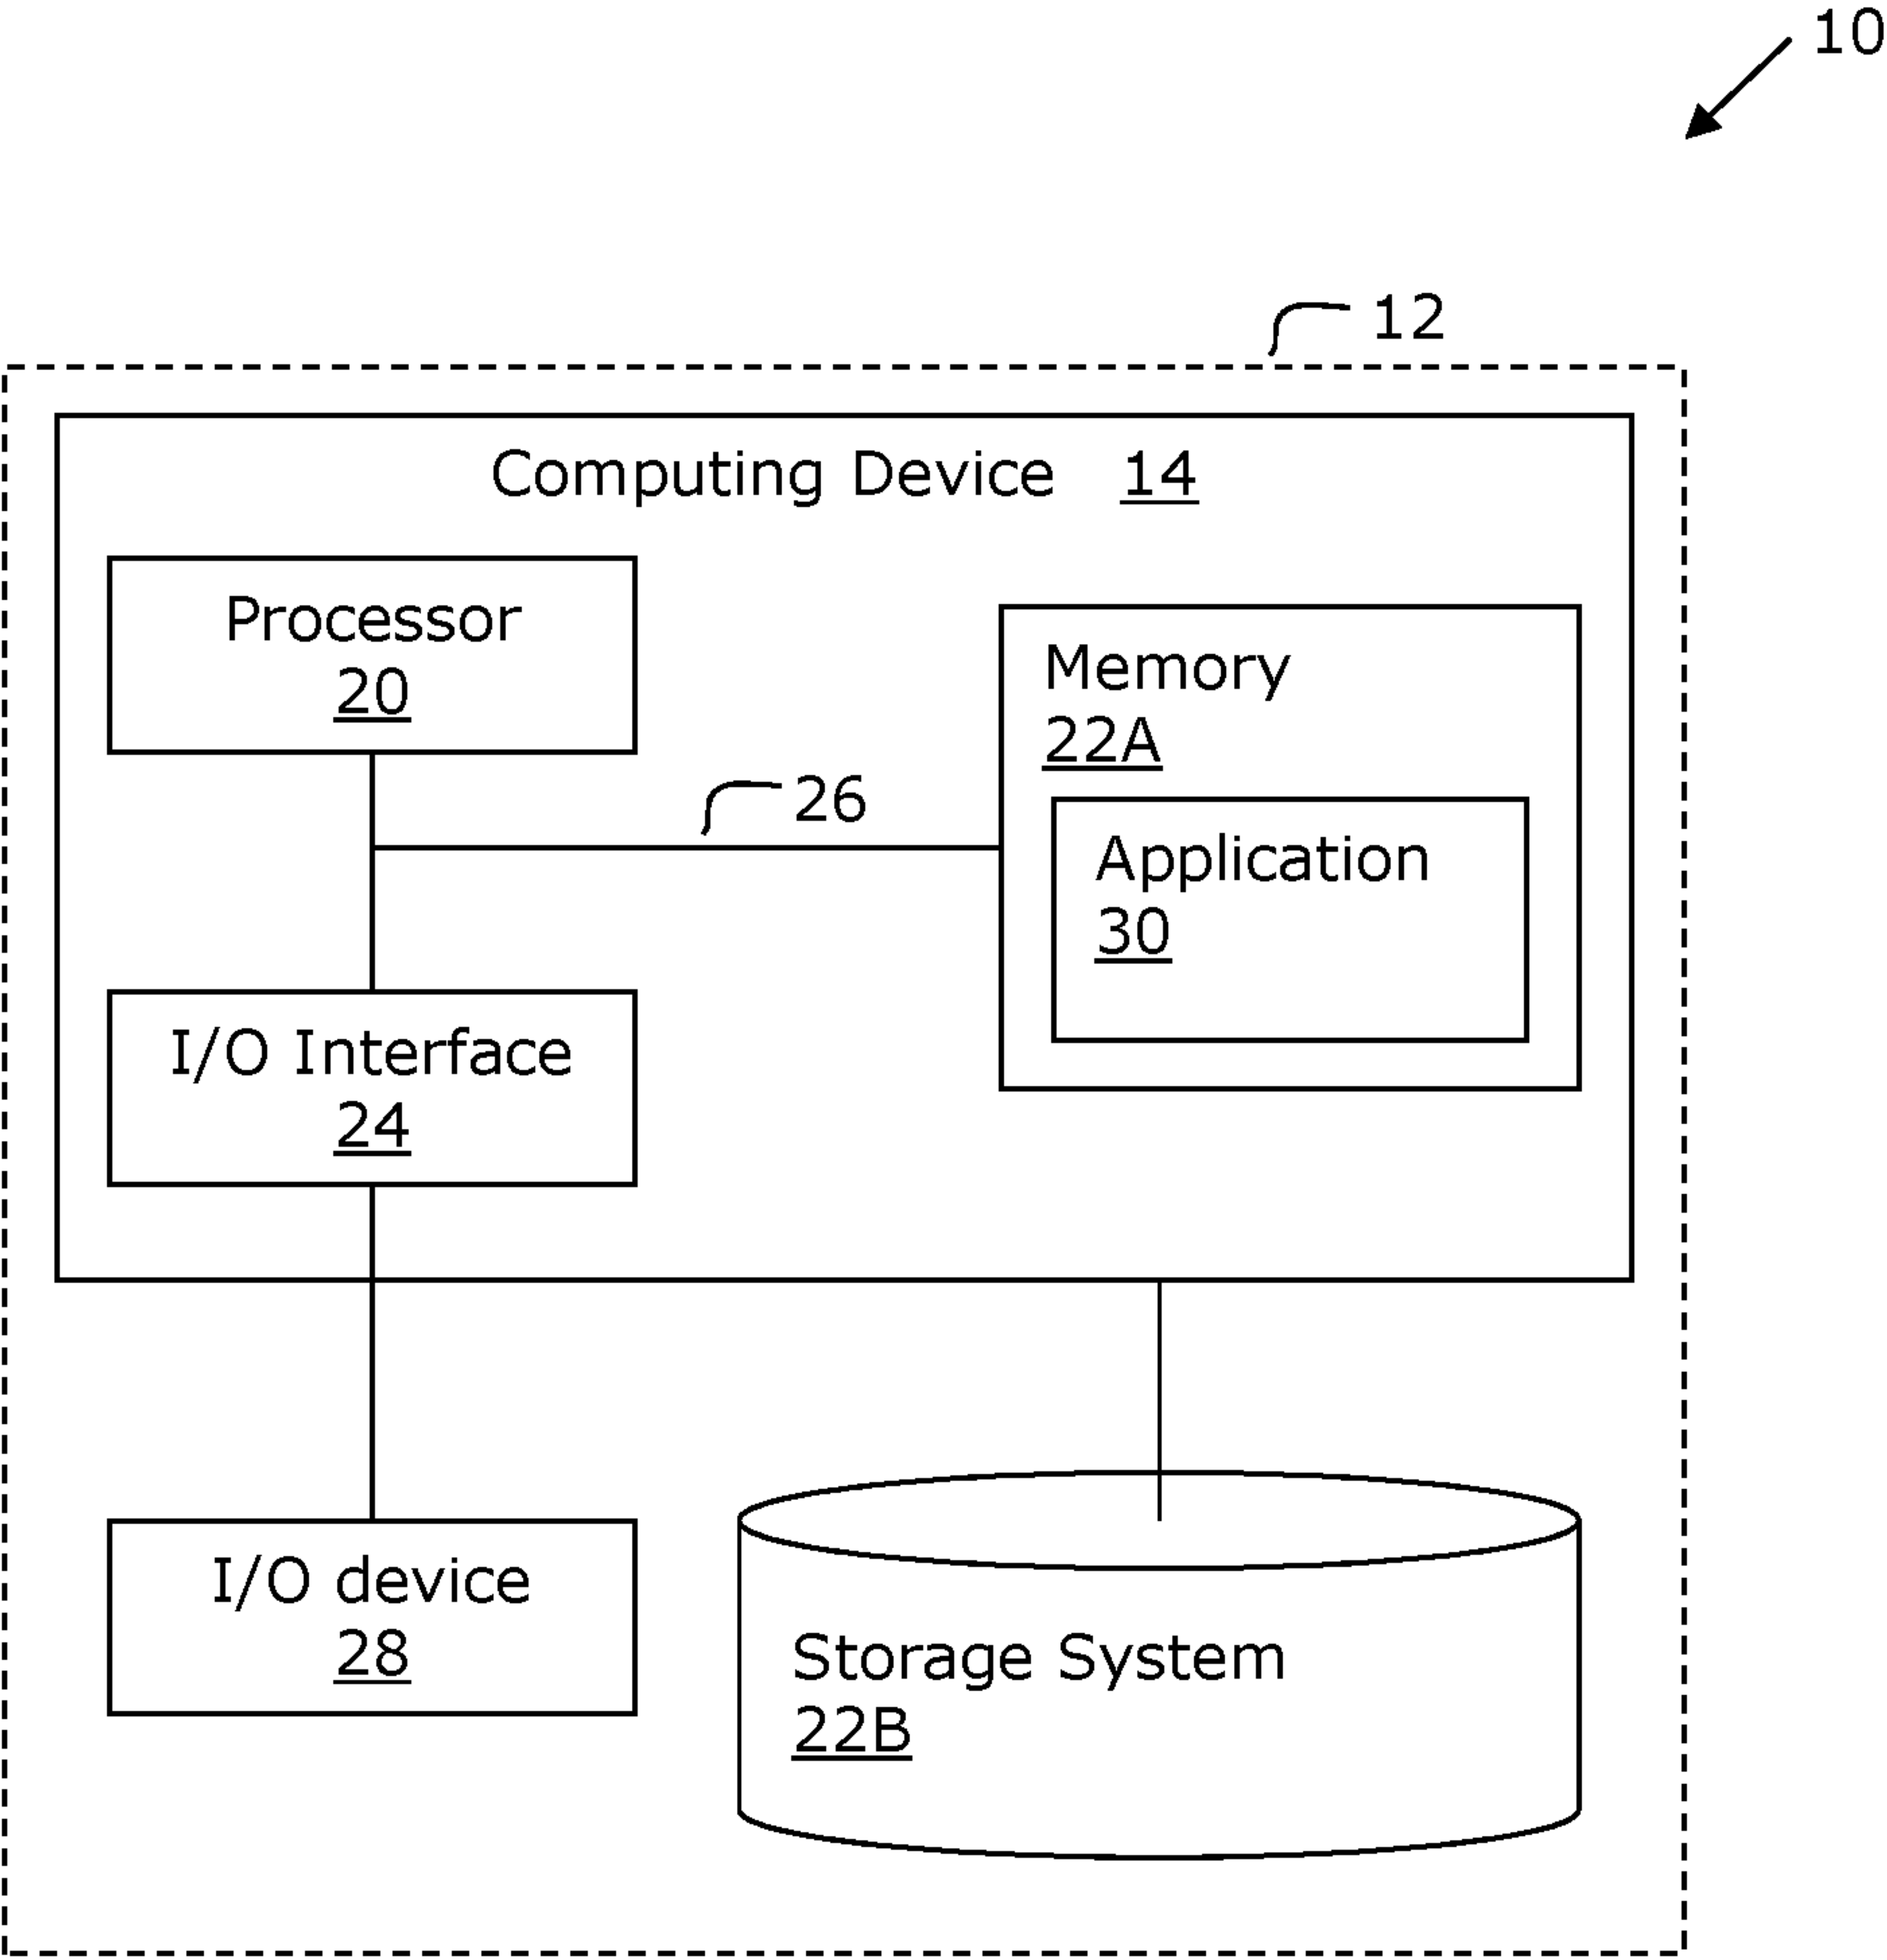 10
12
Computing Device 14
Processor
20
Memory
22A
26
Application
30
I/O Interface
24
I/O device
28
Storage System
22B